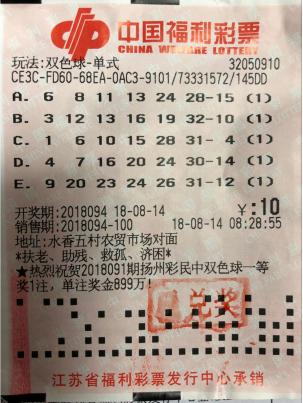 中国福利彩票
CHINA WELFARE LOTTERY
玩法:双色球-单式 32050910
CE3C-FD60-68EA-0AC3-9101/73331572/145DD
A. 6 8 11 13 24 28-15 (1)
B. 3 12 13 16 19 32-10 (1)
C. 1 6 10 15 28 31-4 (1)
D. 4 7 16 20 24 30-14 (1)
E. 9 20 23 24 26 31-12 (1)
开奖期:2018094 18-08-14 ¥:10
销售期:2018094-100 18-08-14 08:28:55
地址:水香五村农贸市场对面
*扶老、助残、救孤、济困*
★热烈祝贺2018091期扬州彩民中双色球一等
奖1注,单注奖金899万!
兑奖
江苏省福利彩票发行中心承销